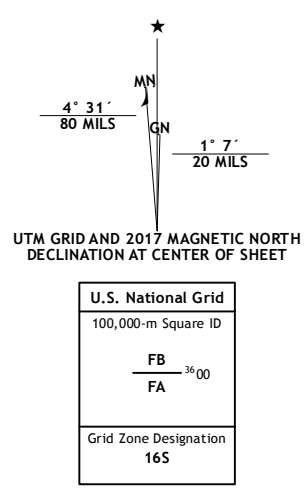 ★
MN
4° 31´
80 MILS
GN
1° 7´
20 MILS
UTM GRID AND 2017 MAGNETIC NORTH
DECLINATION AT CENTER OF SHEET
U.S. National Grid
100,000-m Square ID
FB
3600
FA
Grid Zone Designation
16S